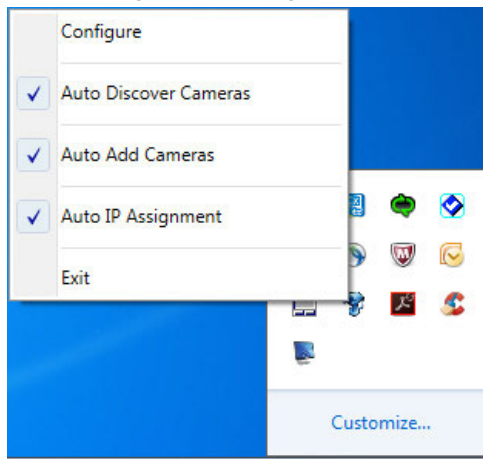 Configure
Auto Discover Cameras
Auto Add Cameras
Auto IP Assignment
Exit
Customize...